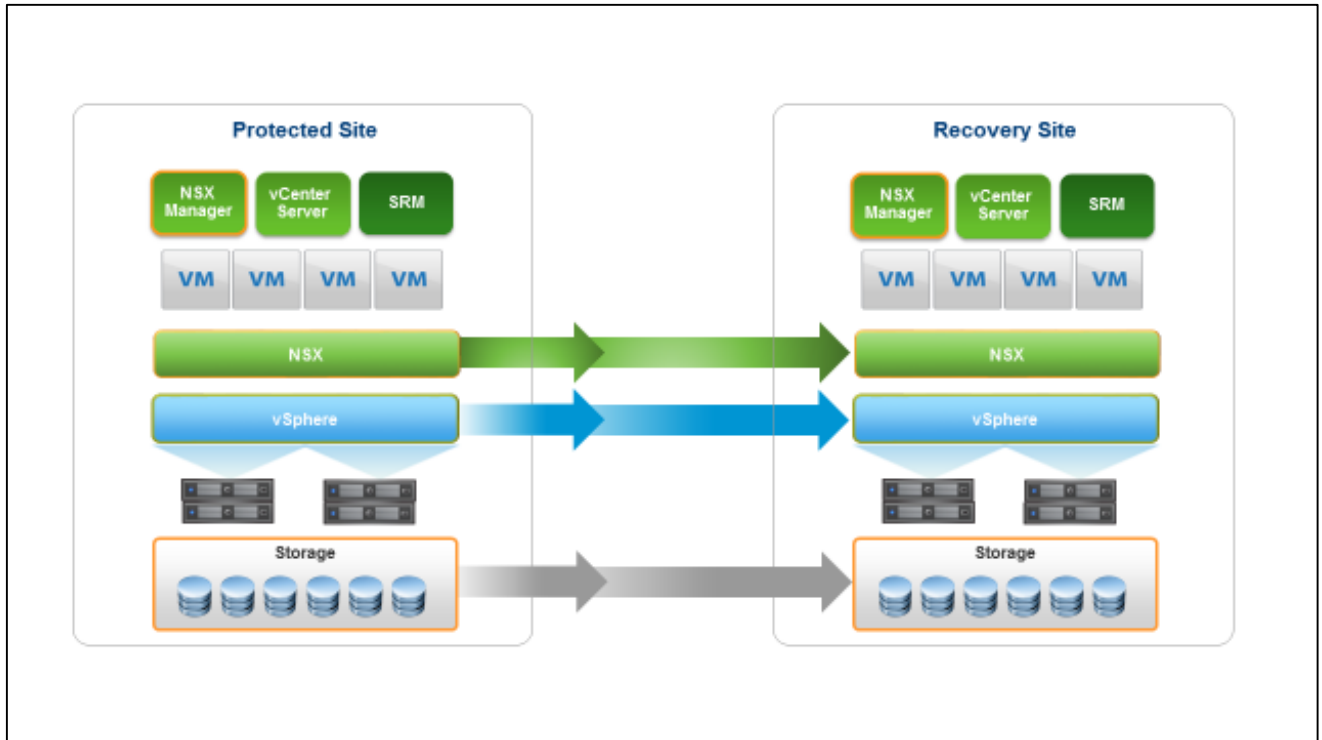 Protected Site
NSX
Manager
vCenter
Server
SRM
VM VM VM VM
NSX
vSphere
Storage
Recovery Site
NSX
Manager
vCenter
Server
SRM
VM VM VM VM
NSX
vSphere
Storage